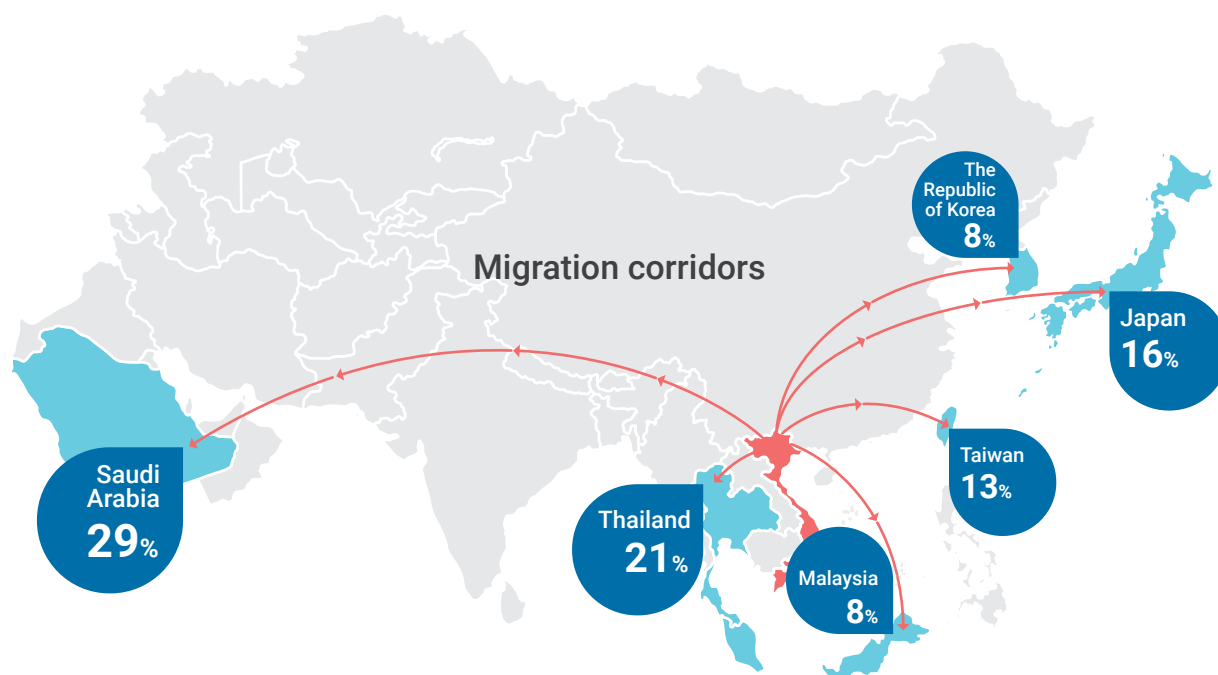 Migration corridors
The
Republic
of Korea
8%
Japan
16%
Taiwan
13%
Saudi
Arabia
29%
Thailand
21%
Malaysia
8%